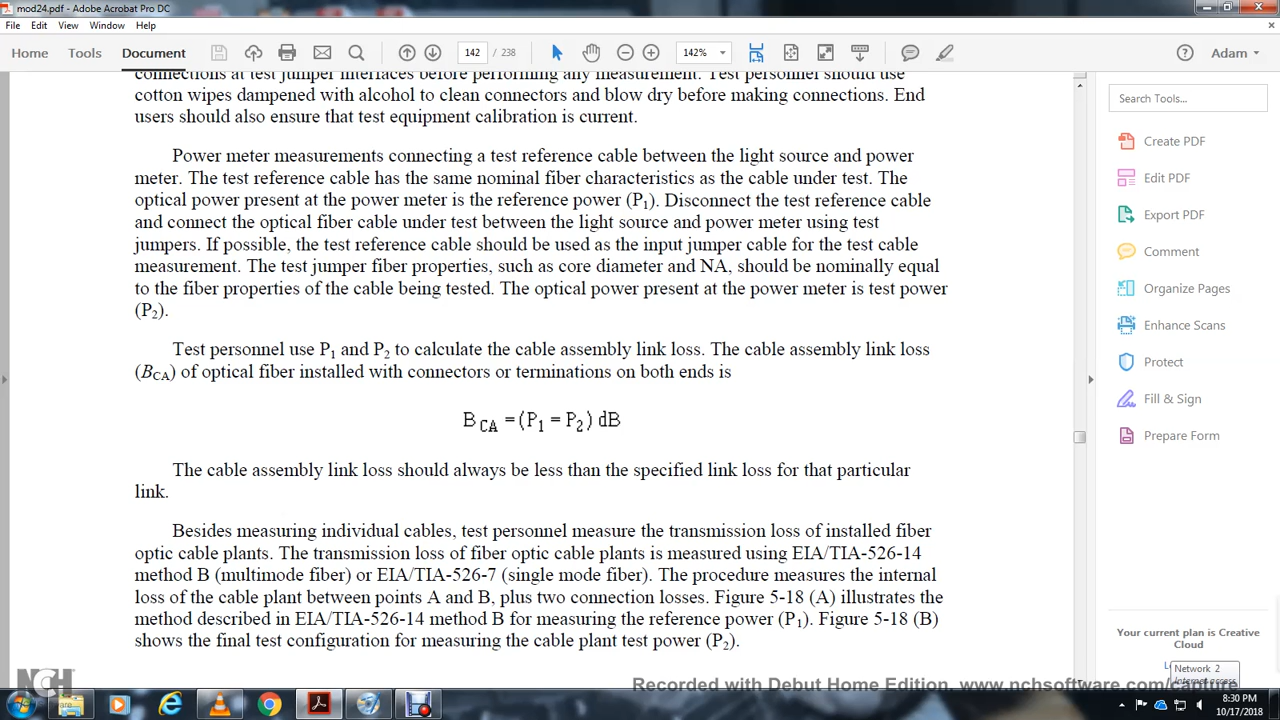 mod24.pdf - Adobe Acrobat Pro DC
File Edit View Window Help
Home Tools Document 142 / 238 142% Adam
connections at test jumper interfaces before performing any measurement. Test personnel should use
cotton wipes dampened with alcohol to clean connectors and blow dry before making connections. End
users should also ensure that test equipment calibration is current.
Power meter measurements connecting a test reference cable between the light source and power
meter. The test reference cable has the same nominal fiber characteristics as the cable under test. The
optical power present at the power meter is the reference power (P1). Disconnect the test reference cable
and connect the optical fiber cable under test between the light source and power meter using test
jumpers. If possible, the test reference cable should be used as the input jumper cable for the test cable
measurement. The test jumper fiber properties, such as core diameter and NA, should be nominally equal
to the fiber properties of the cable being tested. The optical power present at the power meter is test power
(P2).
Test personnel use P1 and P2 to calculate the cable assembly link loss. The cable assembly link loss
(BCA) of optical fiber installed with connectors or terminations on both ends is
B CA = (P1 = P2) dB
The cable assembly link loss should always be less than the specified link loss for that particular
link.
Besides measuring individual cables, test personnel measure the transmission loss of installed fiber
optic cable plants. The transmission loss of fiber optic cable plants is measured using EIA/TIA-526-14
method B (multimode fiber) or EIA/TIA-526-7 (single mode fiber). The procedure measures the internal
loss of the cable plant between points A and B, plus two connection losses. Figure 5-18 (A) illustrates the
method described in EIA/TIA-526-14 method B for measuring the reference power (P1). Figure 5-18 (B)
shows the final test configuration for measuring the cable plant test power (P2).
Search Tools...
Create PDF
Edit PDF
Export PDF
Comment
Organize Pages
Enhance Scans
Protect
Fill & Sign
Prepare Form
Your current plan is Creative
Cloud
Network 2
Internet access
NCH
Recorded with Debut Home Edition. www.nchsoftware.com/capture
8:30 PM
10/17/2018